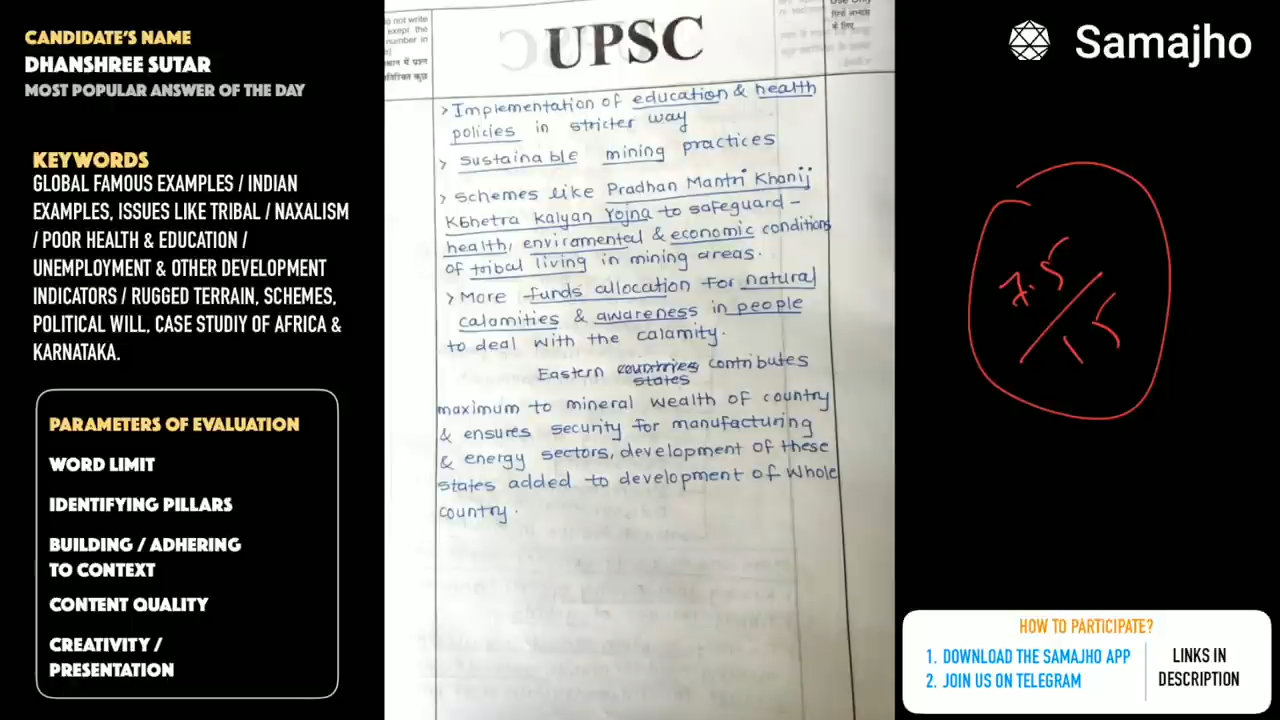 CANDIDATE'S NAME
DHANSHREE SUTAR
MOST POPULAR ANSWER OF THE DAY
KEYWORDS
GLOBAL FAMOUS EXAMPLES / INDIAN
EXAMPLES, ISSUES LIKE TRIBAL / NAXALISM
/ POOR HEALTH & EDUCATION /
UNEMPLOYMENT & OTHER DEVELOPMENT
INDICATORS / RUGGED TERRAIN, SCHEMES,
POLITICAL WILL, CASE STUDIY OF AFRICA &
KARNATAKA.
PARAMETERS OF EVALUATION
WORD LIMIT
IDENTIFYING PILLARS
BUILDING / ADHERING
TO CONTEXT
CONTENT QUALITY
CREATIVITY /
PRESENTATION
do not write
number in
UPSC
> Implementation of education & health
policies in stricter way
> sustainable mining practices
> schemes like Pradhan Mantri Khanij
Kshetra Kalyan Yojna to safeguard -
health, enviramental & economic conditions
of tribal living in mining areas.
> More funds allocation for natural
calamities & awareness in people
to deal with the calamity.
Eastern countries contributes
states
maximum to mineral wealth of country
& ensures security for manufacturing
& energy sectors, development of these
states added to development of whole
country.
Samajho
7.5/15
HOW TO PARTICIPATE?
1. DOWNLOAD THE SAMAJHO APP
2. JOIN US ON TELEGRAM
LINKS IN
DESCRIPTION